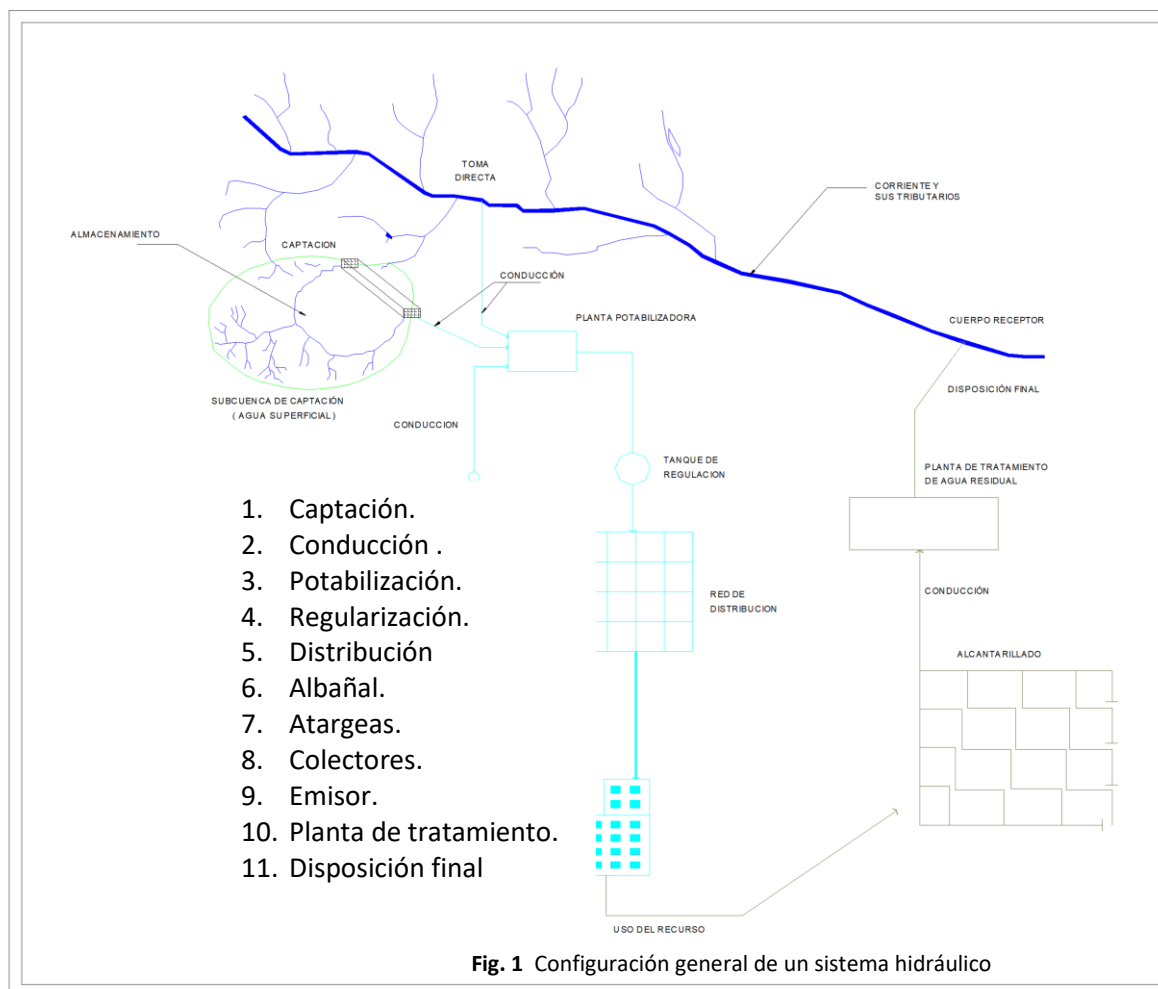 TOMA
DIRECTA
CORRIENTE Y
SUS TRIBUTARIOS
ALMACENAMIENTO
CAPTACION
CONDUCCIÓN
PLANTA POTABILIZADORA
CUERPO RECEPTOR
DISPOSICIÓN FINAL
SUBCUENCA DE CAPTACIÓN
( AGUA SUPERFICIAL)
CONDUCCION
TANQUE DE
REGULACION
PLANTA DE TRATAMIENTO
DE AGUA RESIDUAL
1. Captación.
2. Conducción .
3. Potabilización.
4. Regularización.
5. Distribución
6. Albañal.
7. Atargeas.
8. Colectores.
9. Emisor.
10. Planta de tratamiento.
11. Disposición final
RED DE
DISTRIBUCION
CONDUCCIÓN
ALCANTARILLADO
USO DEL RECURSO
Fig. 1 Configuración general de un sistema hidráulico